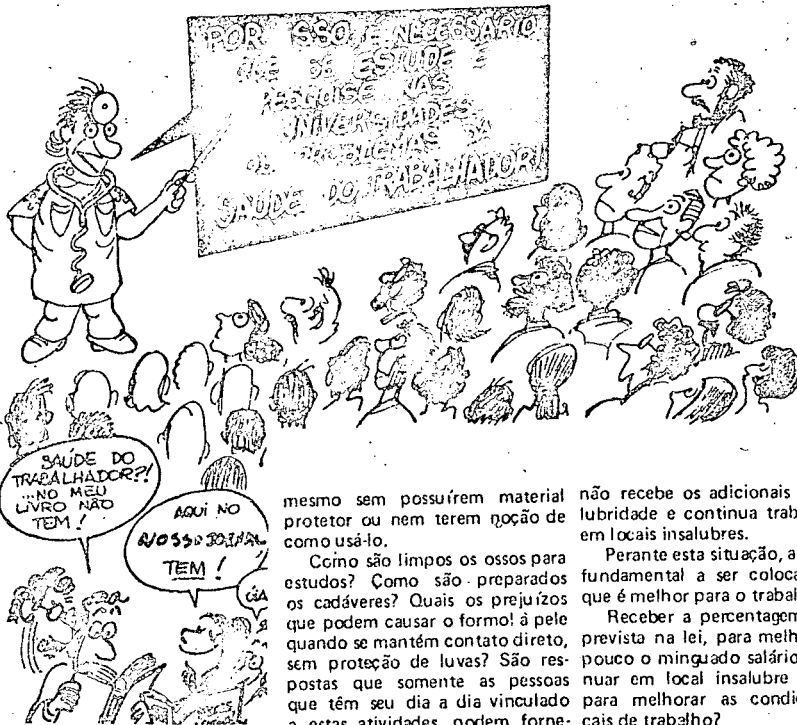 POR ISSO É NECESSÁRIO
QUE SE ESTUDE E
PESQUISE NAS
UNIVERSIDADES
OS PROBLEMAS DA
SAÚDE DO TRABALHADOR!
SAÚDE DO
TRABALHADOR?!
...NO MEU
LIVRO NÃO
TEM!
AQUI NO
NOSSO JORNAL
TEM!
mesmo sem possuírem material
protetor ou nem terem noção de
como usá-lo.
Como são limpos os ossos para
estudos? Como são preparados
os cadáveres? Quais os prejuízos
que podem causar o formol à pele
quando se mantém contato direto,
sem proteção de luvas? São res-
postas que somente as pessoas
que têm seu dia a dia vinculado
a estas atividades, podem forne-
não recebe os adicionais
lubridade e continua trab
em locais insalubres.
Perante esta situação, a
fundamental a ser coloca
que é melhor para o trabal
Receber a percentagem
prevista na lei, para melh
pouco o minguado salário
nuar em local insalubre
para melhorar as condi
cais de trabalho?